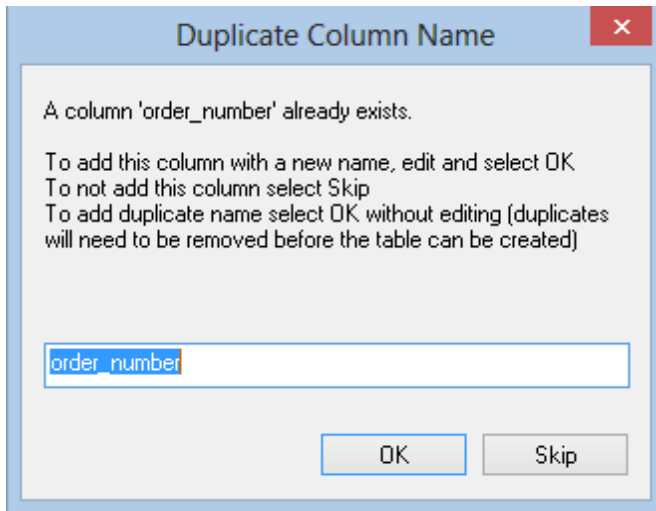 Duplicate Column Name
A column 'order_number' already exists.
To add this column with a new name, edit and select OK
To not add this column select Skip
To add duplicate name select OK without editing (duplicates
will need to be removed before the table can be created)
order_number
OK Skip